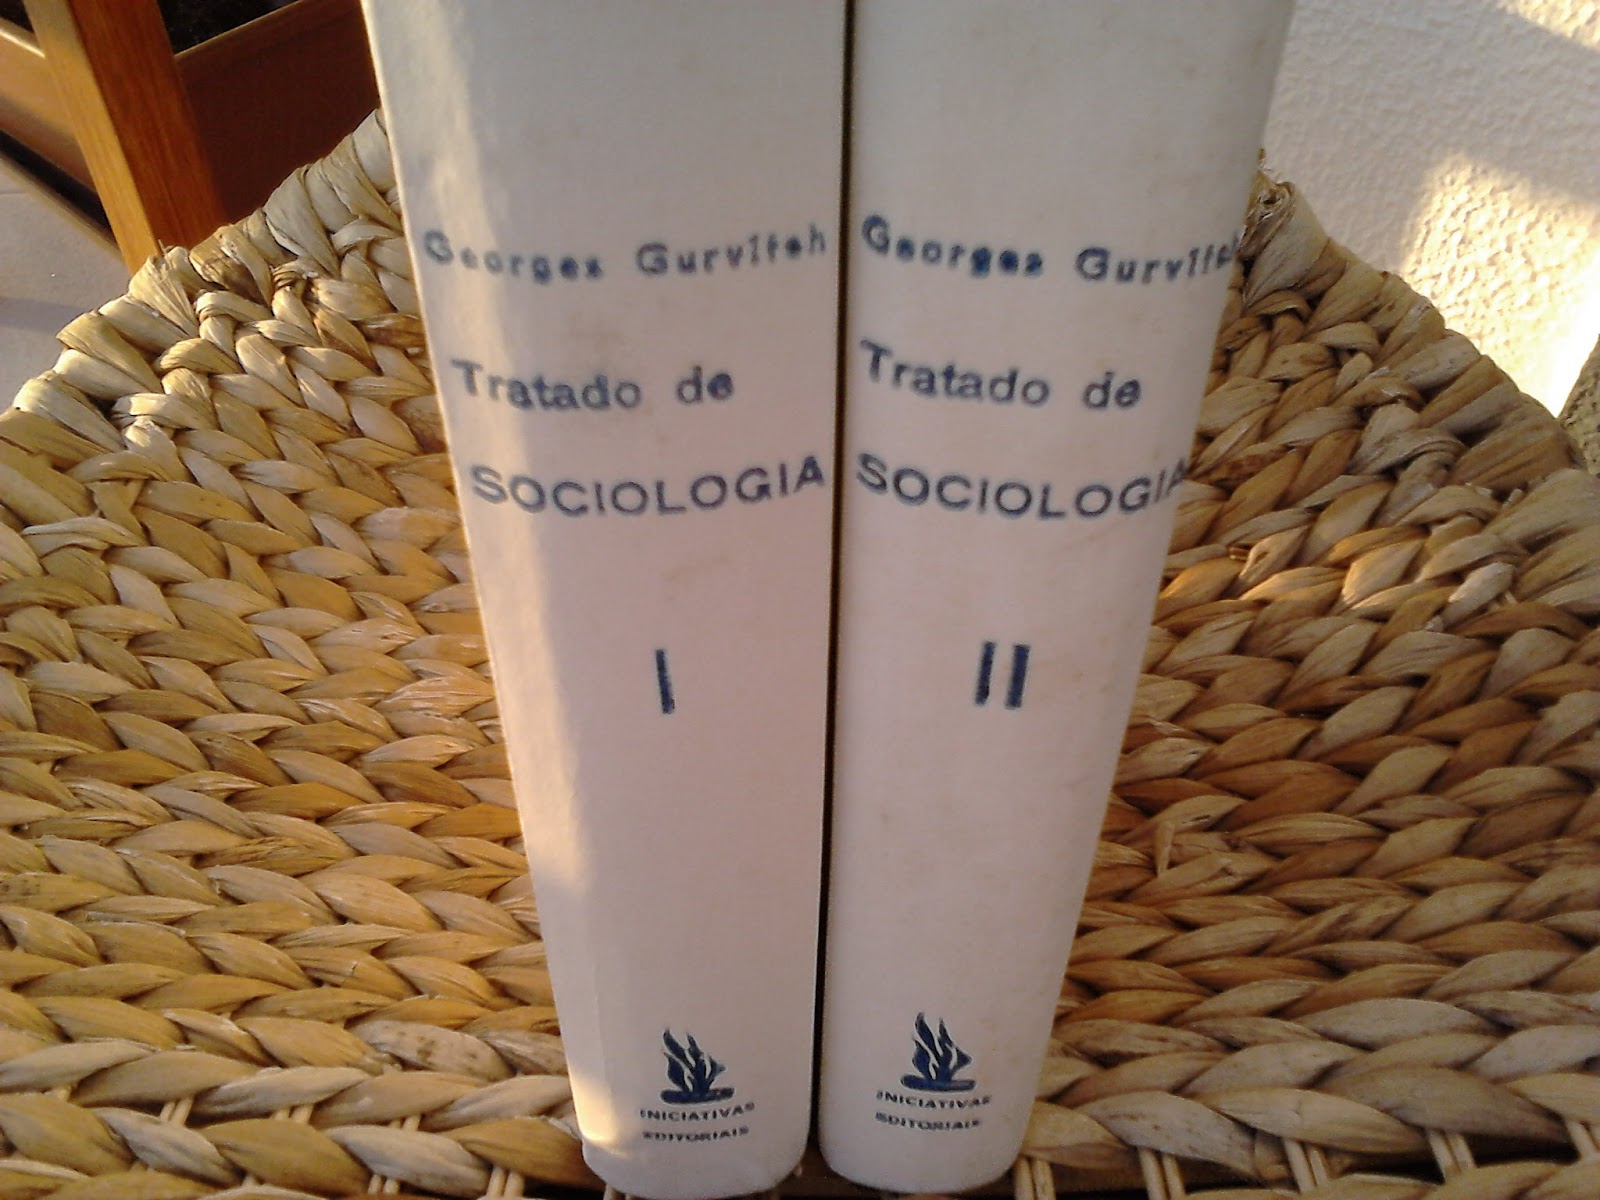 Georges Gurvitch
Tratado de
SOCIOLOGIA
I
INICIATIVAS
EDITORIAIS
Georges Gurvitch
Tratado de
SOCIOLOGIA
II
INICIATIVAS
EDITORIAIS